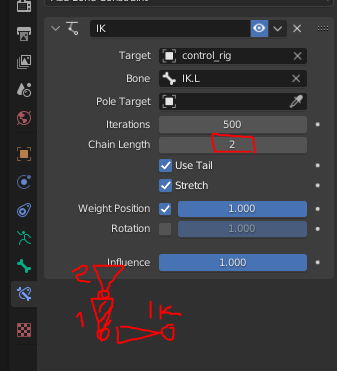 IK
Target control_rig
Bone IK.L
Pole Target
Iterations 500
Chain Length 2
Use Tail
Stretch
Weight Position 1.000
Rotation 1.000
Influence 1.000
2
1 IK